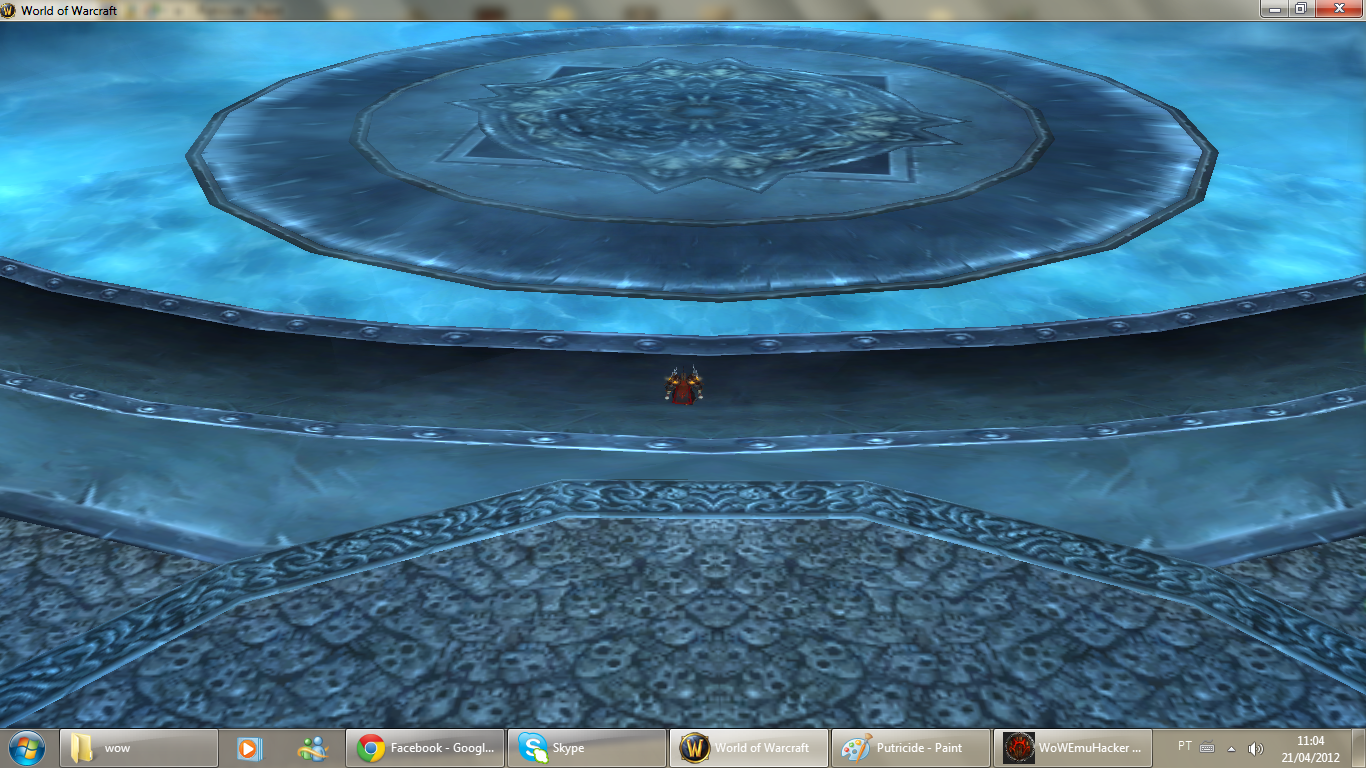 World of Warcraft
wow
Facebook - Googl...
Skype
World of Warcraft
Putricide - Paint
WoWEmuHacker ...
PT
11:04
21/04/2012